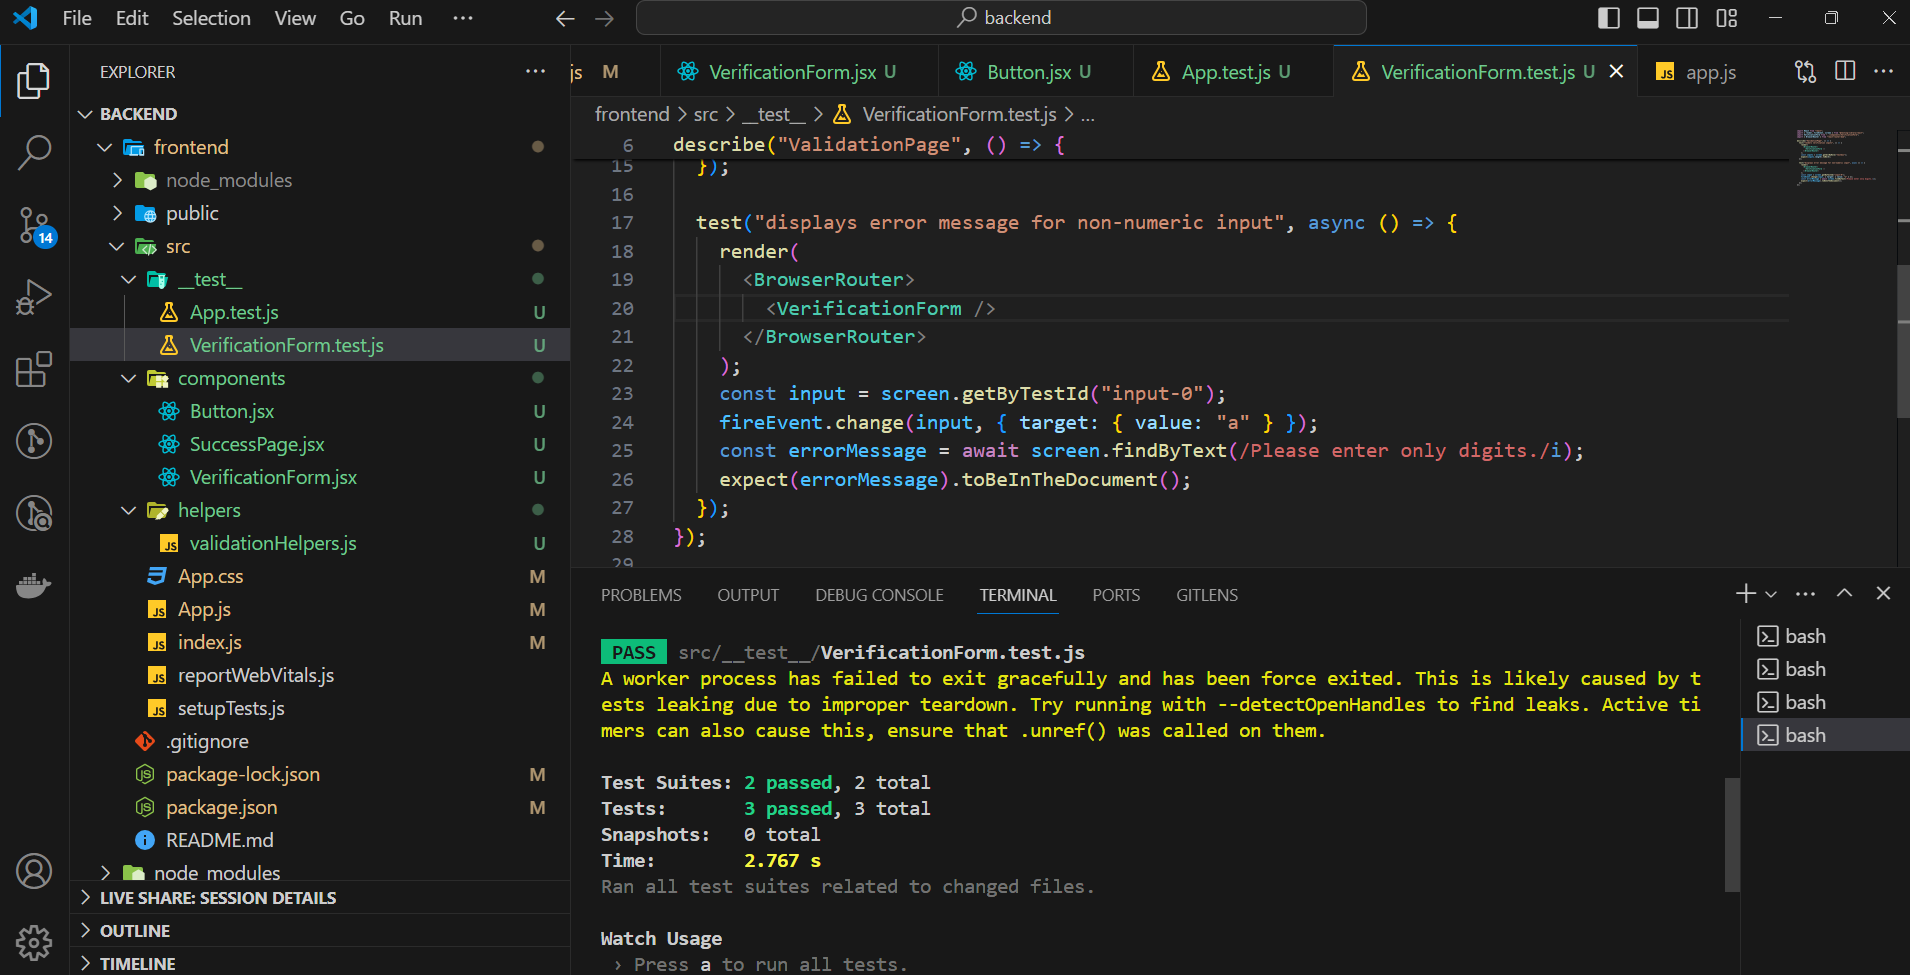 File Edit Selection View Go Run ··· backend
EXPLORER
BACKEND
frontend
node_modules
public
src
__test__
App.test.js U
VerificationForm.test.js U
components
Button.jsx U
SuccessPage.jsx U
VerificationForm.jsx U
helpers
validationHelpers.js U
App.css M
App.js M
index.js M
reportWebVitals.js
setupTests.js
.gitignore
package-lock.json M
package.json M
README.md
node_modules
LIVE SHARE: SESSION DETAILS
OUTLINE
TIMELINE
14
js M VerificationForm.jsx U Button.jsx U App.test.js U VerificationForm.test.js U app.js
frontend > src > __test__ > VerificationForm.test.js > ...
6 describe("ValidationPage", () => {
15 });
16
17 test("displays error message for non-numeric input", async () => {
18 render(
19 <BrowserRouter>
20 <VerificationForm />
21 </BrowserRouter>
22 );
23 const input = screen.getByTestId("input-0");
24 fireEvent.change(input, { target: { value: "a" } });
25 const errorMessage = await screen.findByText(/Please enter only digits./i);
26 expect(errorMessage).toBeInTheDocument();
27 });
28 });
29
PROBLEMS OUTPUT DEBUG CONSOLE TERMINAL PORTS GITLENS
PASS src/__test__/VerificationForm.test.js
A worker process has failed to exit gracefully and has been force exited. This is likely caused by t
ests leaking due to improper teardown. Try running with --detectOpenHandles to find leaks. Active ti
mers can also cause this, ensure that .unref() was called on them.
Test Suites: 2 passed, 2 total
Tests: 3 passed, 3 total
Snapshots: 0 total
Time: 2.767 s
Ran all test suites related to changed files.
Watch Usage
› Press a to run all tests.
bash
bash
bash
bash